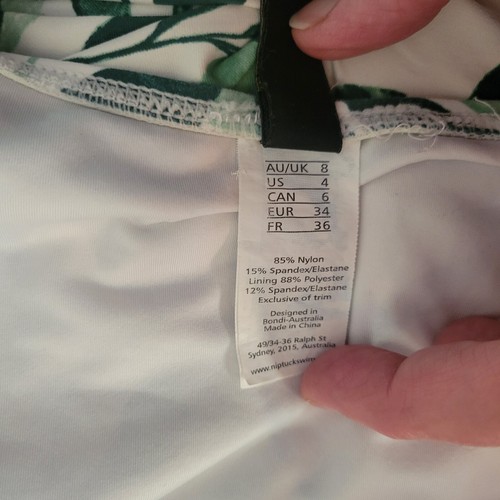 AU/UK 8
US 4
CAN 6
EUR 34
FR 36
85% Nylon
15% Spandex/Elastane
Lining 88% Polyester
12% Spandex/Elastane
Exclusive of trim
Designed in
Bondi-Australia
Made in China
49/34-36 Ralph St
Sydney, 2015, Australia